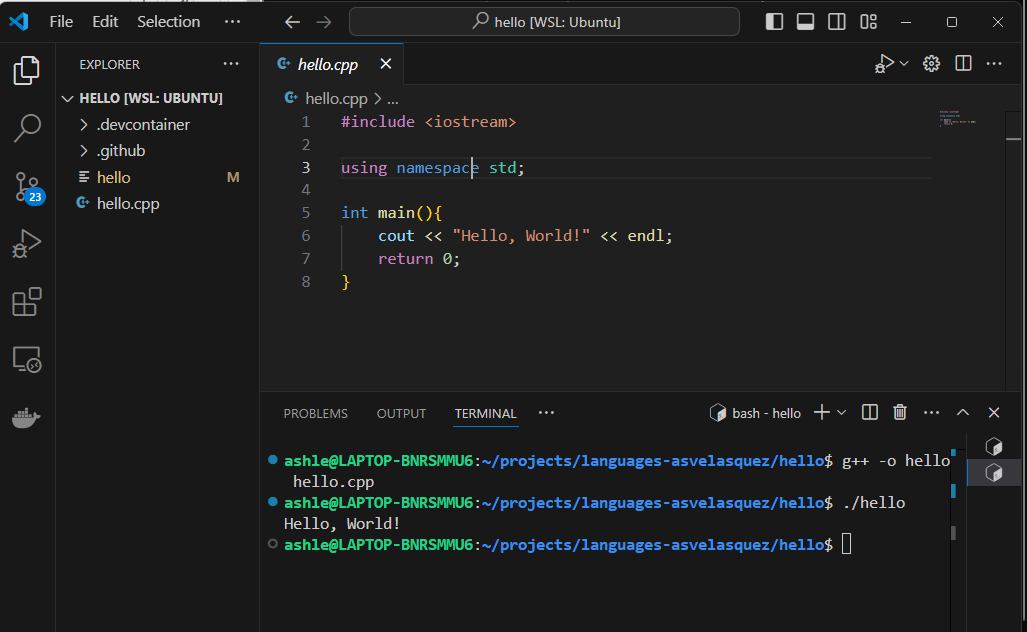 File Edit Selection ··· hello [WSL: Ubuntu]
EXPLORER ···
HELLO [WSL: UBUNTU]
.devcontainer
.github
hello M
hello.cpp
23
hello.cpp
hello.cpp > ...
1 #include <iostream>
2
3 using namespace std;
4
5 int main(){
6 cout << "Hello, World!" << endl;
7 return 0;
8 }
PROBLEMS OUTPUT TERMINAL ··· bash - hello
ashle@LAPTOP-BNRSMMU6:~/projects/languages-asvelasquez/hello$ g++ -o hello
hello.cpp
ashle@LAPTOP-BNRSMMU6:~/projects/languages-asvelasquez/hello$ ./hello
Hello, World!
ashle@LAPTOP-BNRSMMU6:~/projects/languages-asvelasquez/hello$